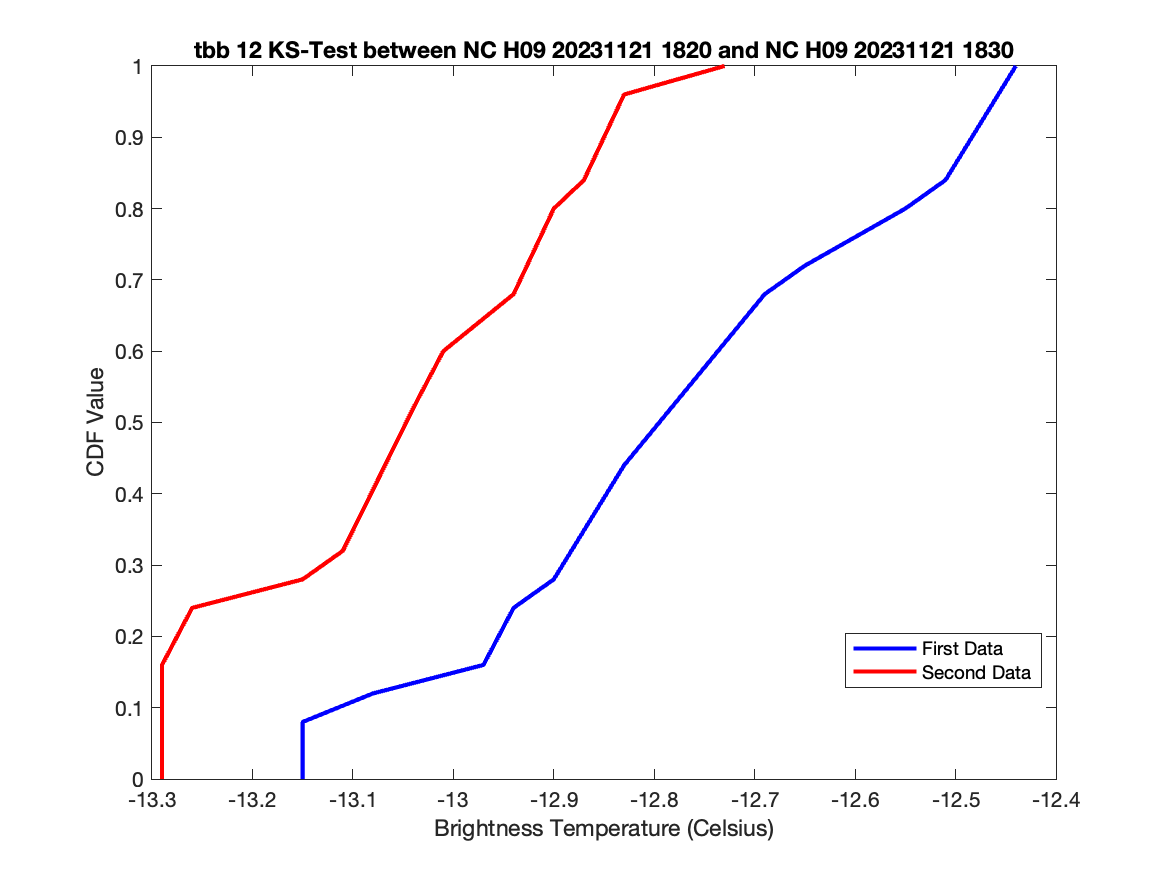 tbb 12 KS-Test between NC H09 20231121 1820 and NC H09 20231121 1830
1
0.9
0.8
0.7
0.6
0.5
0.4
0.3
0.2
0.1
0
CDF Value
First Data
Second Data
-13.3 -13.2 -13.1 -13 -12.9 -12.8 -12.7 -12.6 -12.5 -12.4
Brightness Temperature (Celsius)